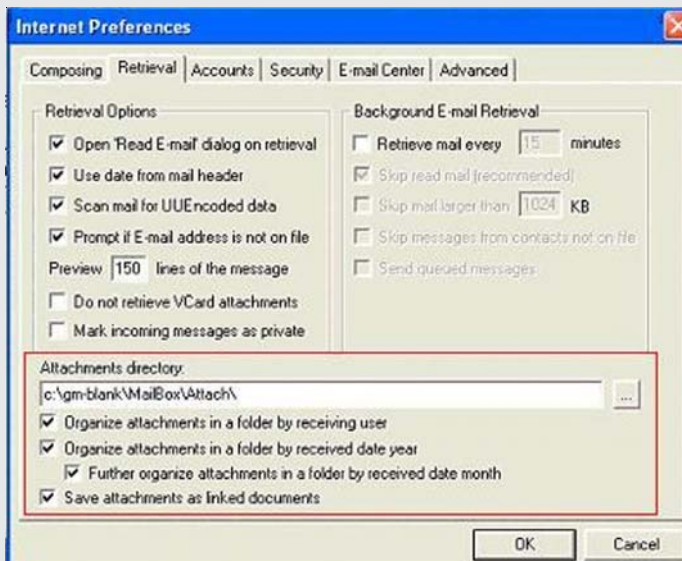 Internet Preferences
Composing Retrieval Accounts Security E-mail Center Advanced
Retrieval Options
Open 'Read E-mail' dialog on retrieval
Use date from mail header
Scan mail for UUEncoded data
Prompt if E-mail address is not on file
Preview 150 lines of the message
Do not retrieve VCard attachments
Mark incoming messages as private
Background E-mail Retrieval
Retrieve mail every 15 minutes
Skip read mail (recommended)
Skip mail larger than 1024 KB
Skip messages from contacts not on file
Send queued messages
Attachments directory:
c:\gm-blank\MailBox\Attach\ ...
Organize attachments in a folder by receiving user
Organize attachments in a folder by received date year
Further organize attachments in a folder by received date month
Save attachments as linked documents
OK Cancel